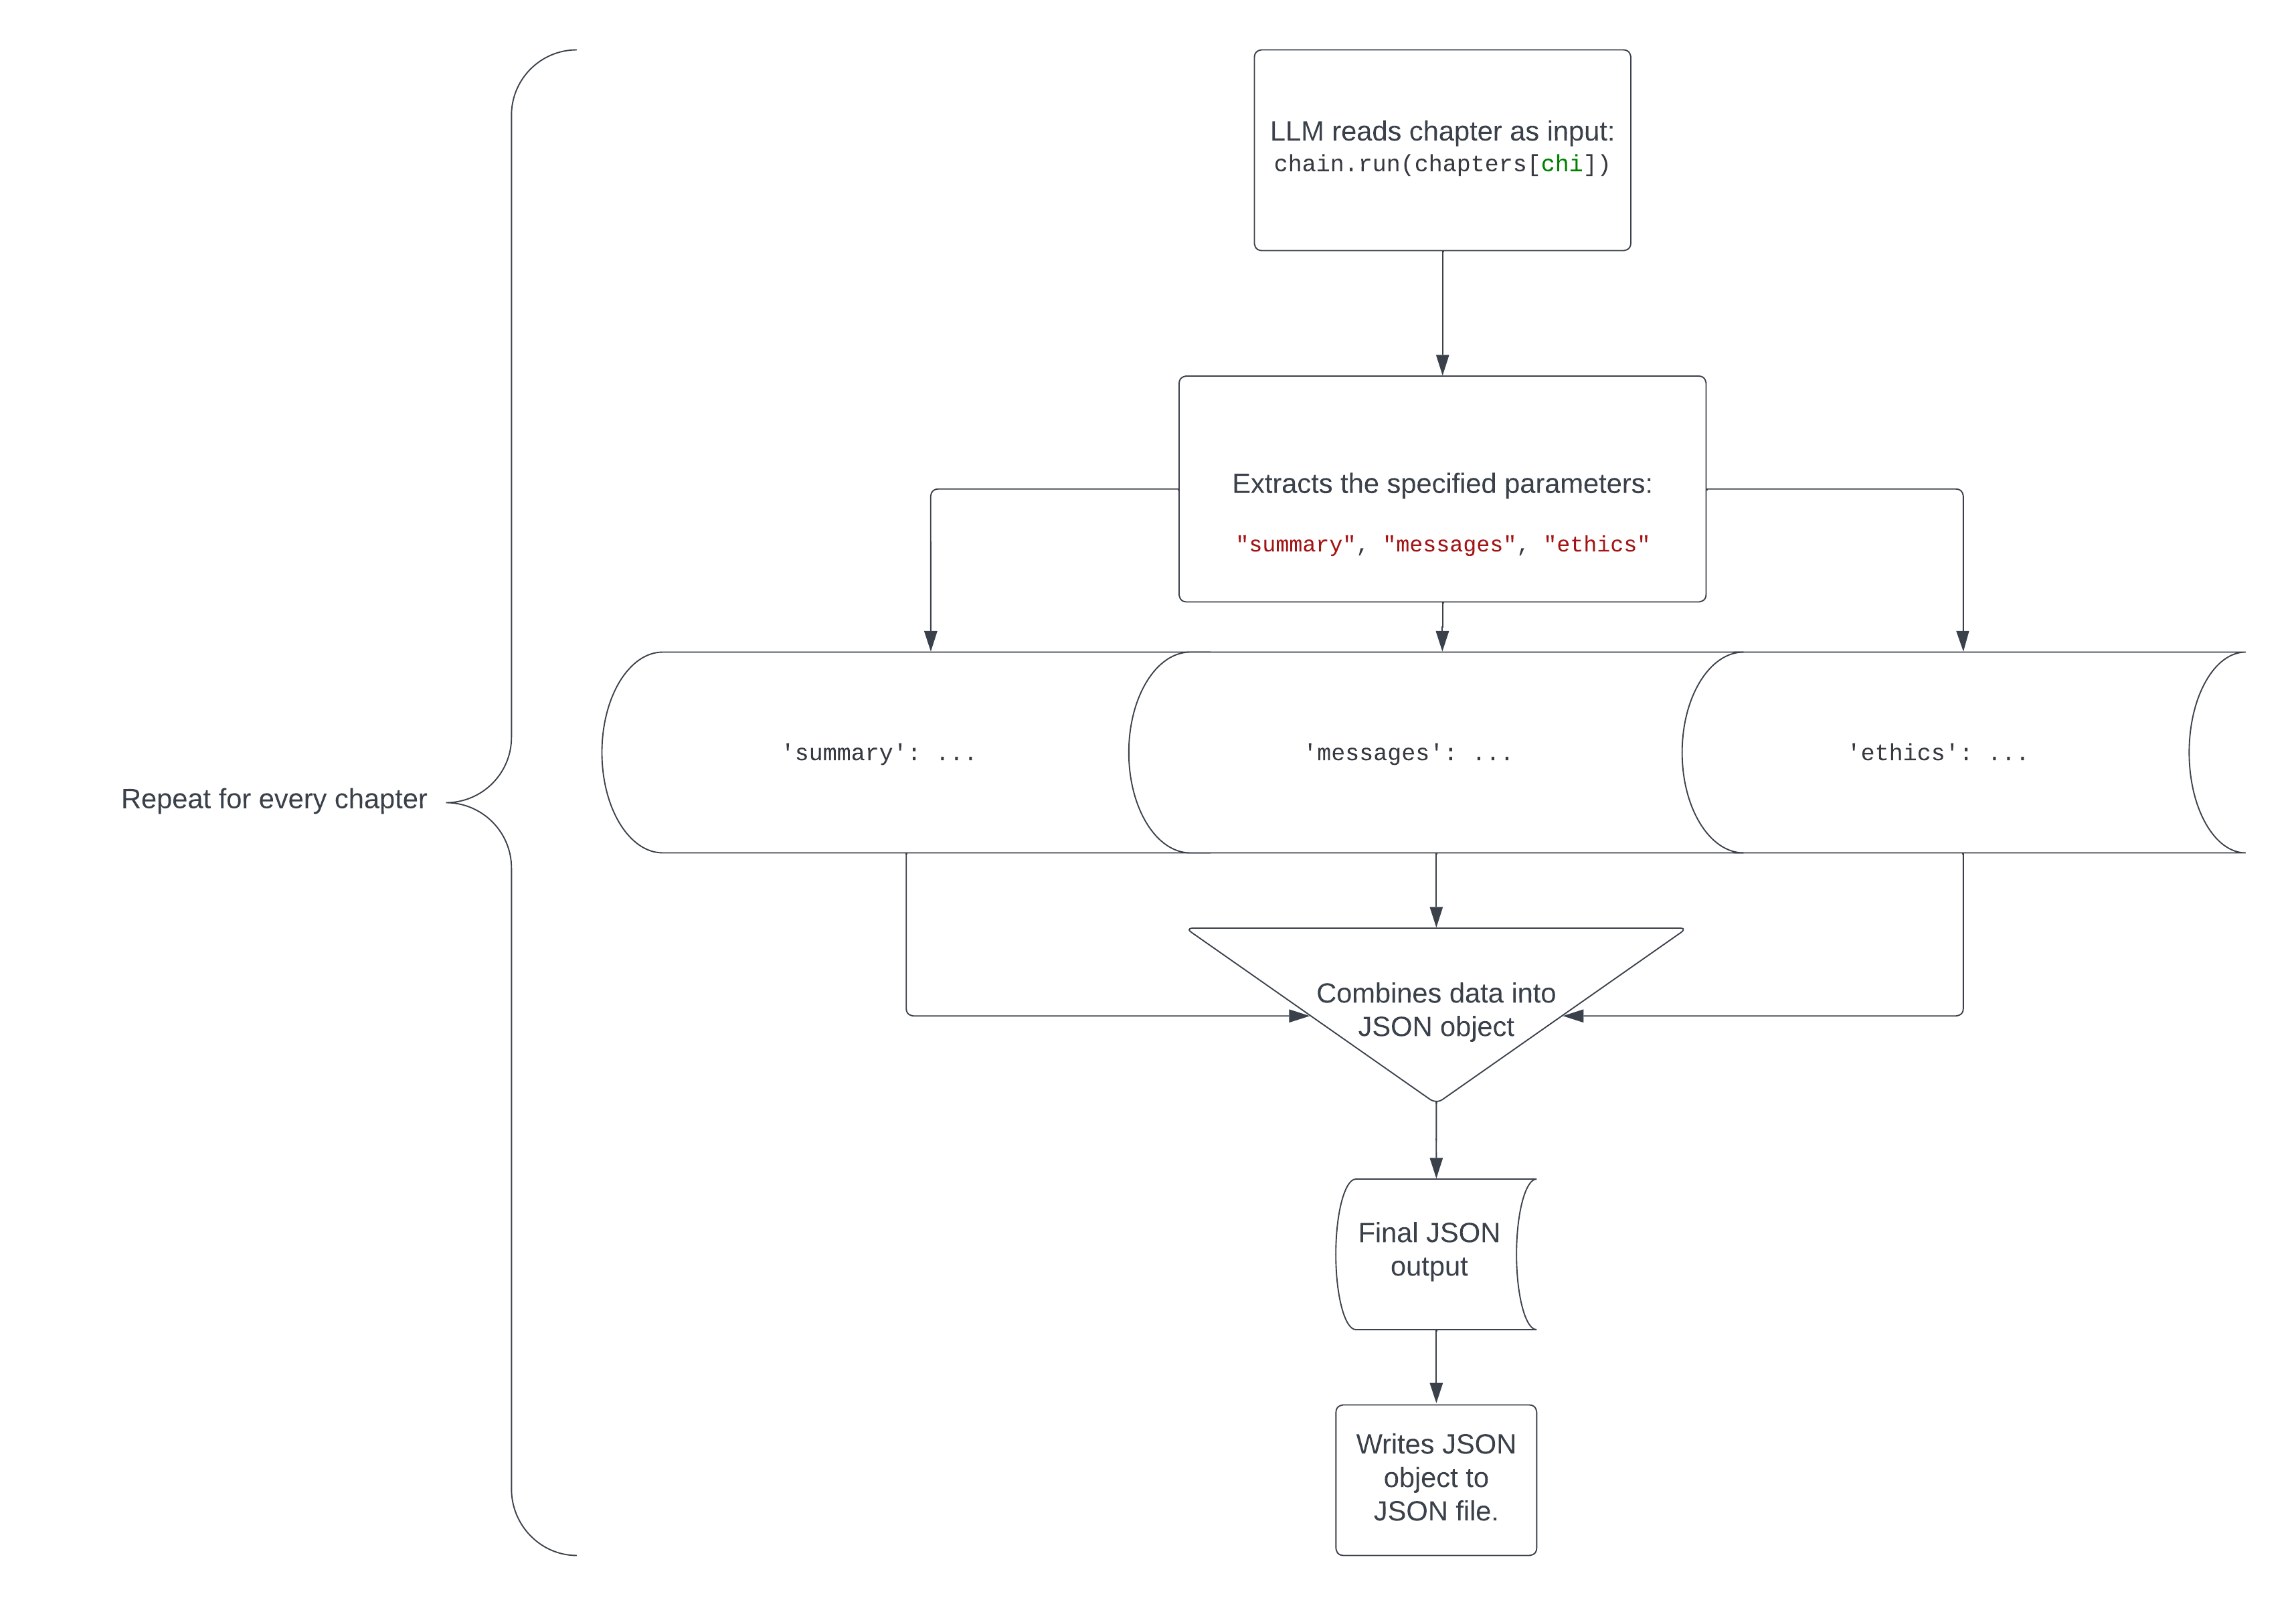 LLM reads chapter as input:
chain.run(chapters[chi])
Extracts the specified parameters:
"summary", "messages", "ethics"
'summary': ...
'messages': ...
'ethics': ...
Repeat for every chapter
Combines data into
JSON object
Final JSON
output
Writes JSON
object to
JSON file.